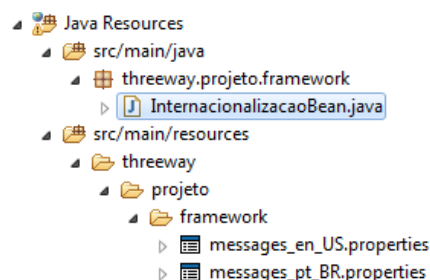 Java Resources
src/main/java
threeway.projeto.framework
InternacionalizacaoBean.java
src/main/resources
threeway
projeto
framework
messages_en_US.properties
messages_pt_BR.properties